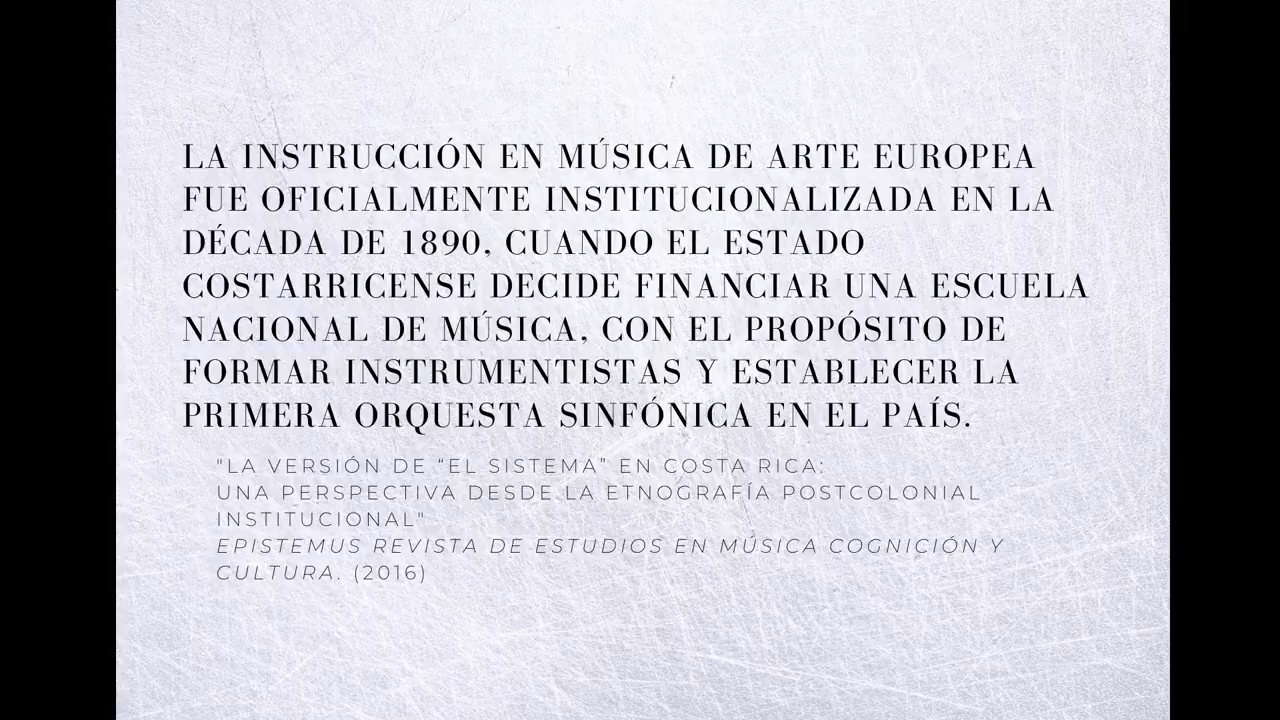 LA INSTRUCCIÓN EN MÚSICA DE ARTE EUROPEA
FUE OFICIALMENTE INSTITUCIONALIZADA EN LA
DÉCADA DE 1890, CUANDO EL ESTADO
COSTARRICENSE DECIDE FINANCIAR UNA ESCUELA
NACIONAL DE MÚSICA, CON EL PROPÓSITO DE
FORMAR INSTRUMENTISTAS Y ESTABLECER LA
PRIMERA ORQUESTA SINFÓNICA EN EL PAÍS.
"LA VERSIÓN DE “EL SISTEMA” EN COSTA RICA:
UNA PERSPECTIVA DESDE LA ETNOGRAFÍA POSTCOLONIAL
INSTITUCIONAL"
EPISTEMUS REVISTA DE ESTUDIOS EN MÚSICA COGNICIÓN Y
CULTURA. (2016)